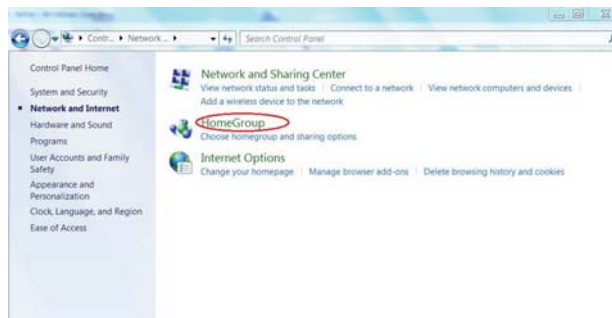 Contr... ▸ Network... ▸
Search Control Panel
Control Panel Home
System and Security
Network and Internet
Hardware and Sound
Programs
User Accounts and Family
Safety
Appearance and
Personalization
Clock, Language, and Region
Ease of Access
Network and Sharing Center
View network status and tasks | Connect to a network | View network computers and devices |
Add a wireless device to the network
HomeGroup
Choose homegroup and sharing options
Internet Options
Change your homepage | Manage browser add-ons | Delete browsing history and cookies